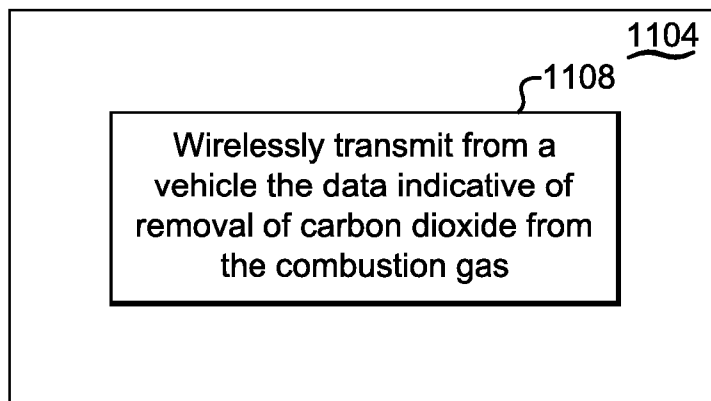 1104
1108
Wirelessly transmit from a
vehicle the data indicative of
removal of carbon dioxide from
the combustion gas